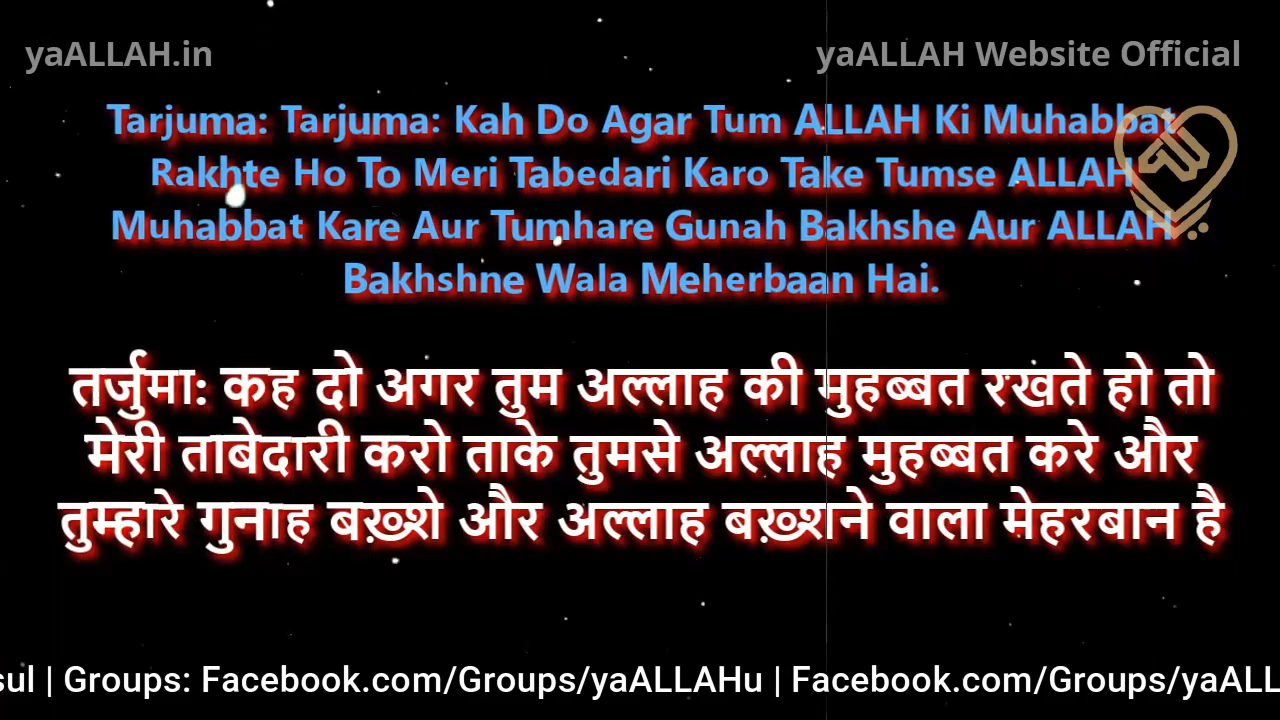 yaALLAH.in
yaALLAH Website Official
Tarjuma: Tarjuma: Kah Do Agar Tum ALLAH Ki Muhabbat
Rakhte Ho To Meri Tabedari Karo Take Tumse ALLAH
Muhabbat Kare Aur Tumhare Gunah Bakhshe Aur ALLAH
Bakhshne Wala Meherbaan Hai.
तर्जुमा: कह दो अगर तुम अल्लाह की मुहब्बत रखते हो तो
मेरी ताबेदारी करो ताके तुमसे अल्लाह मुहब्बत करे और
तुम्हारे गुनाह बख़्शे और अल्लाह बख़्शने वाला मेहरबान है
sul | Groups: Facebook.com/Groups/yaALLAHu | Facebook.com/Groups/yaALL